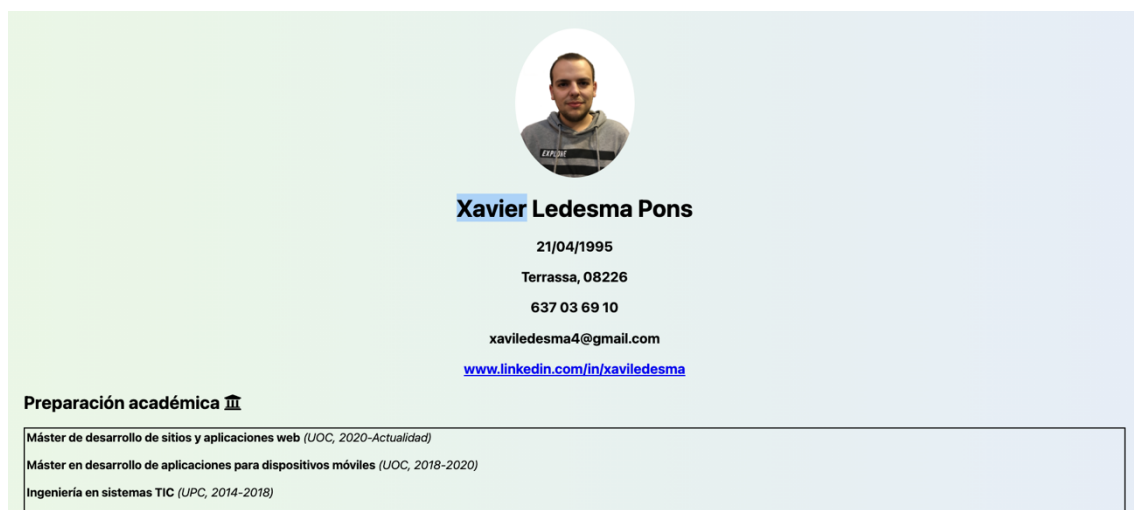 EXPLORE
Xavier Ledesma Pons
21/04/1995
Terrassa, 08226
637 03 69 10
xaviledesma4@gmail.com
www.linkedin.com/in/xaviledesma
Preparación académica
Máster de desarrollo de sitios y aplicaciones web (UOC, 2020-Actualidad)
Máster en desarrollo de aplicaciones para dispositivos móviles (UOC, 2018-2020)
Ingeniería en sistemas TIC (UPC, 2014-2018)